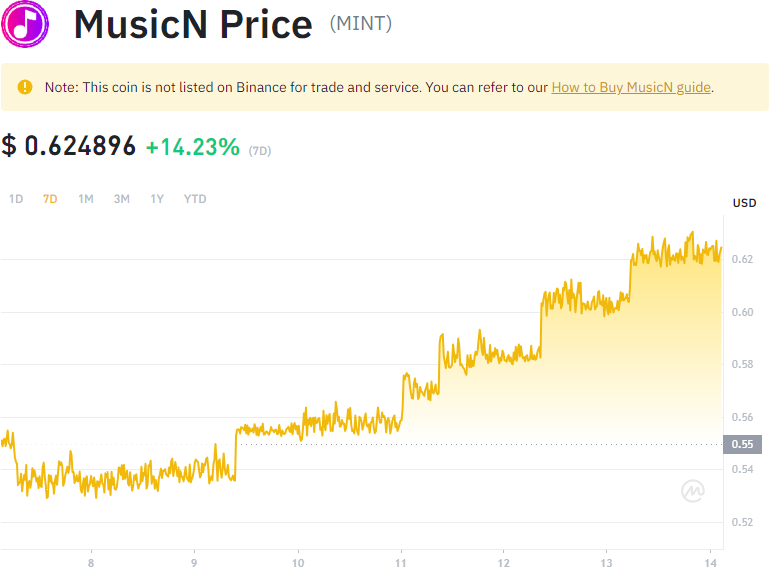 MusicN Price (MINT)
Note: This coin is not listed on Binance for trade and service. You can refer to our How to Buy MusicN guide.
$ 0.624896 +14.23% (7D)
1D 7D 1M 3M 1Y YTD
USD
0.62
0.60
0.58
0.56
0.55
0.54
0.52
8 9 10 11 12 13 14